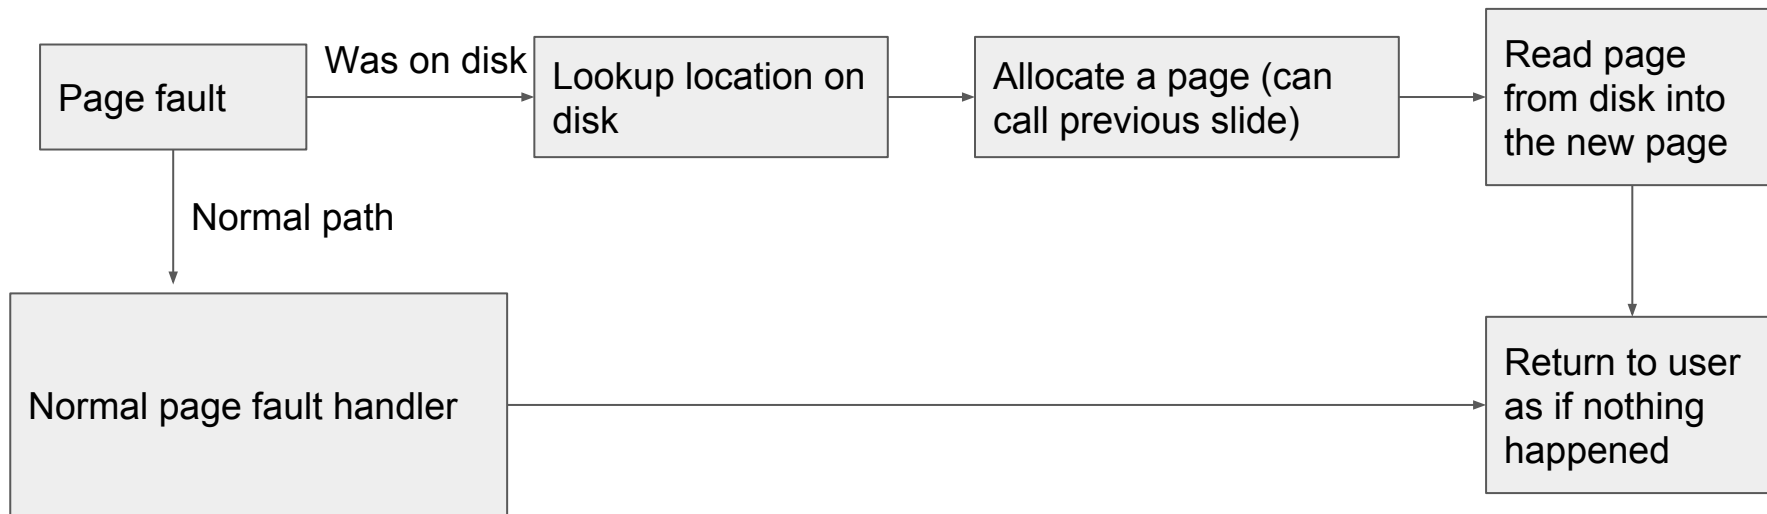 Page fault
Was on disk
Lookup location on
disk
Allocate a page (can
call previous slide)
Read page
from disk into
the new page
Normal path
Normal page fault handler
Return to user
as if nothing
happened